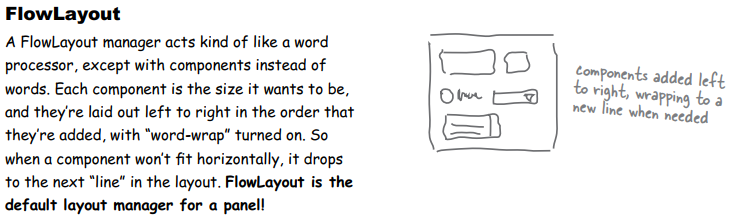 FlowLayout
A FlowLayout manager acts kind of like a word
processor, except with components instead of
words. Each component is the size it wants to be,
and they’re laid out left to right in the order that
they’re added, with “word-wrap” turned on. So
when a component won’t fit horizontally, it drops
to the next “line” in the layout. FlowLayout is the
default layout manager for a panel!
components added left
to right, wrapping to a
new line when needed